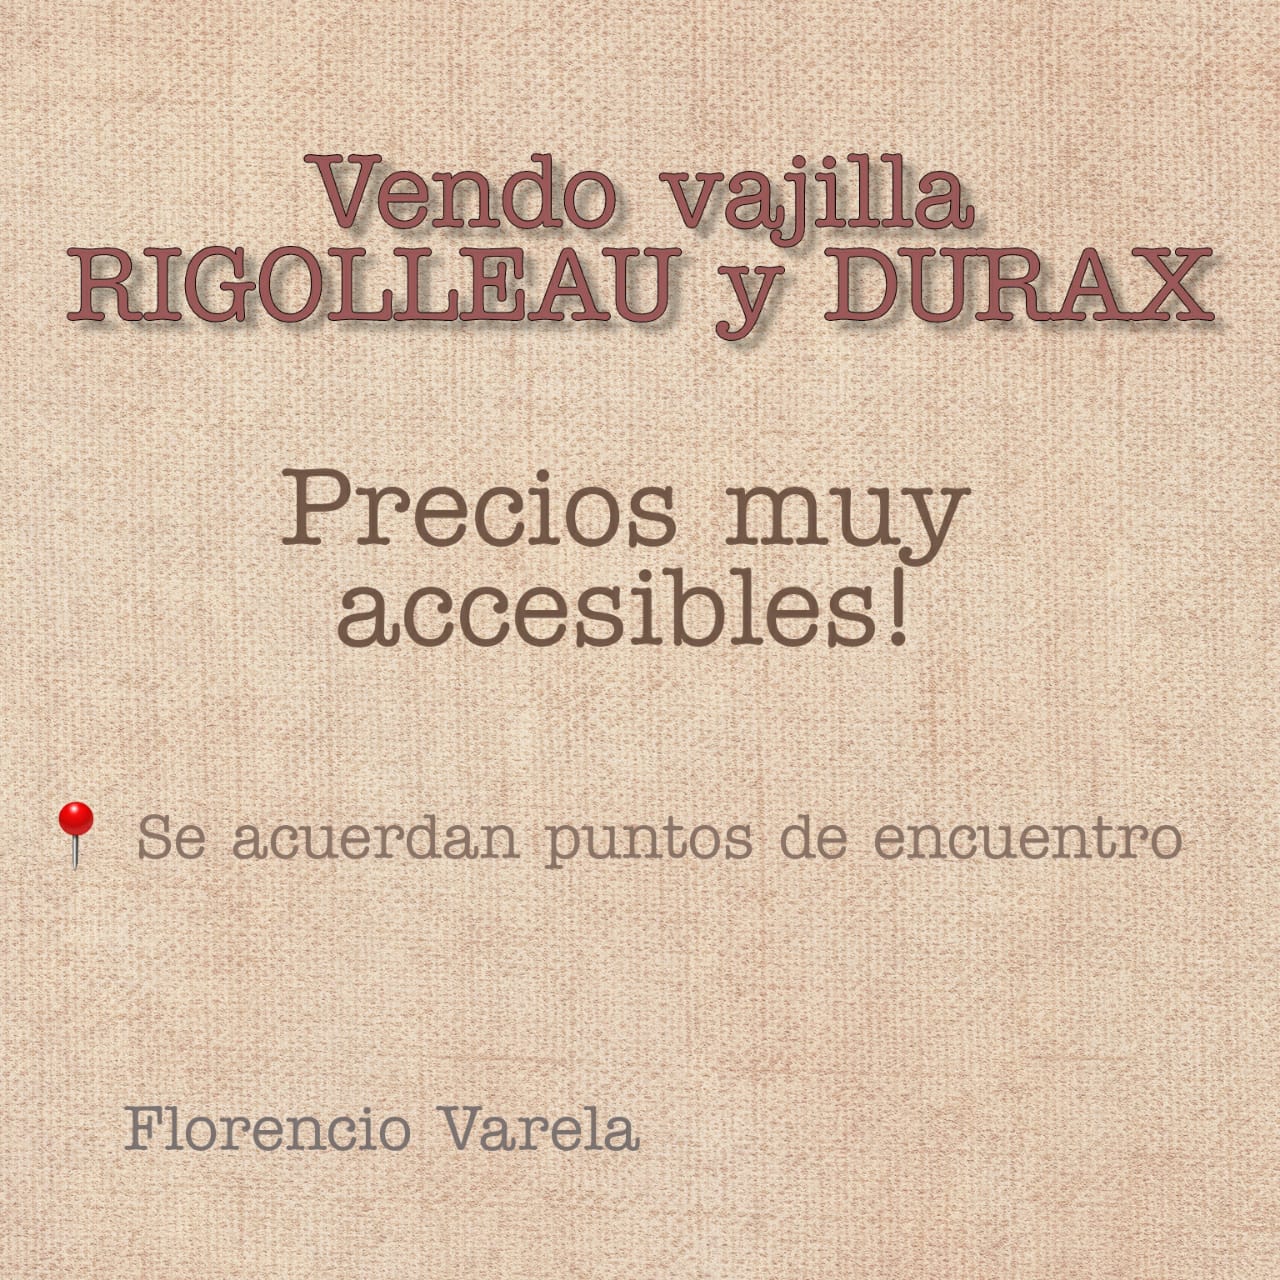 Vendo vajilla
RIGOLLEAU y DURAX
Precios muy
accesibles!
Se acuerdan puntos de encuentro
Florencio Varela